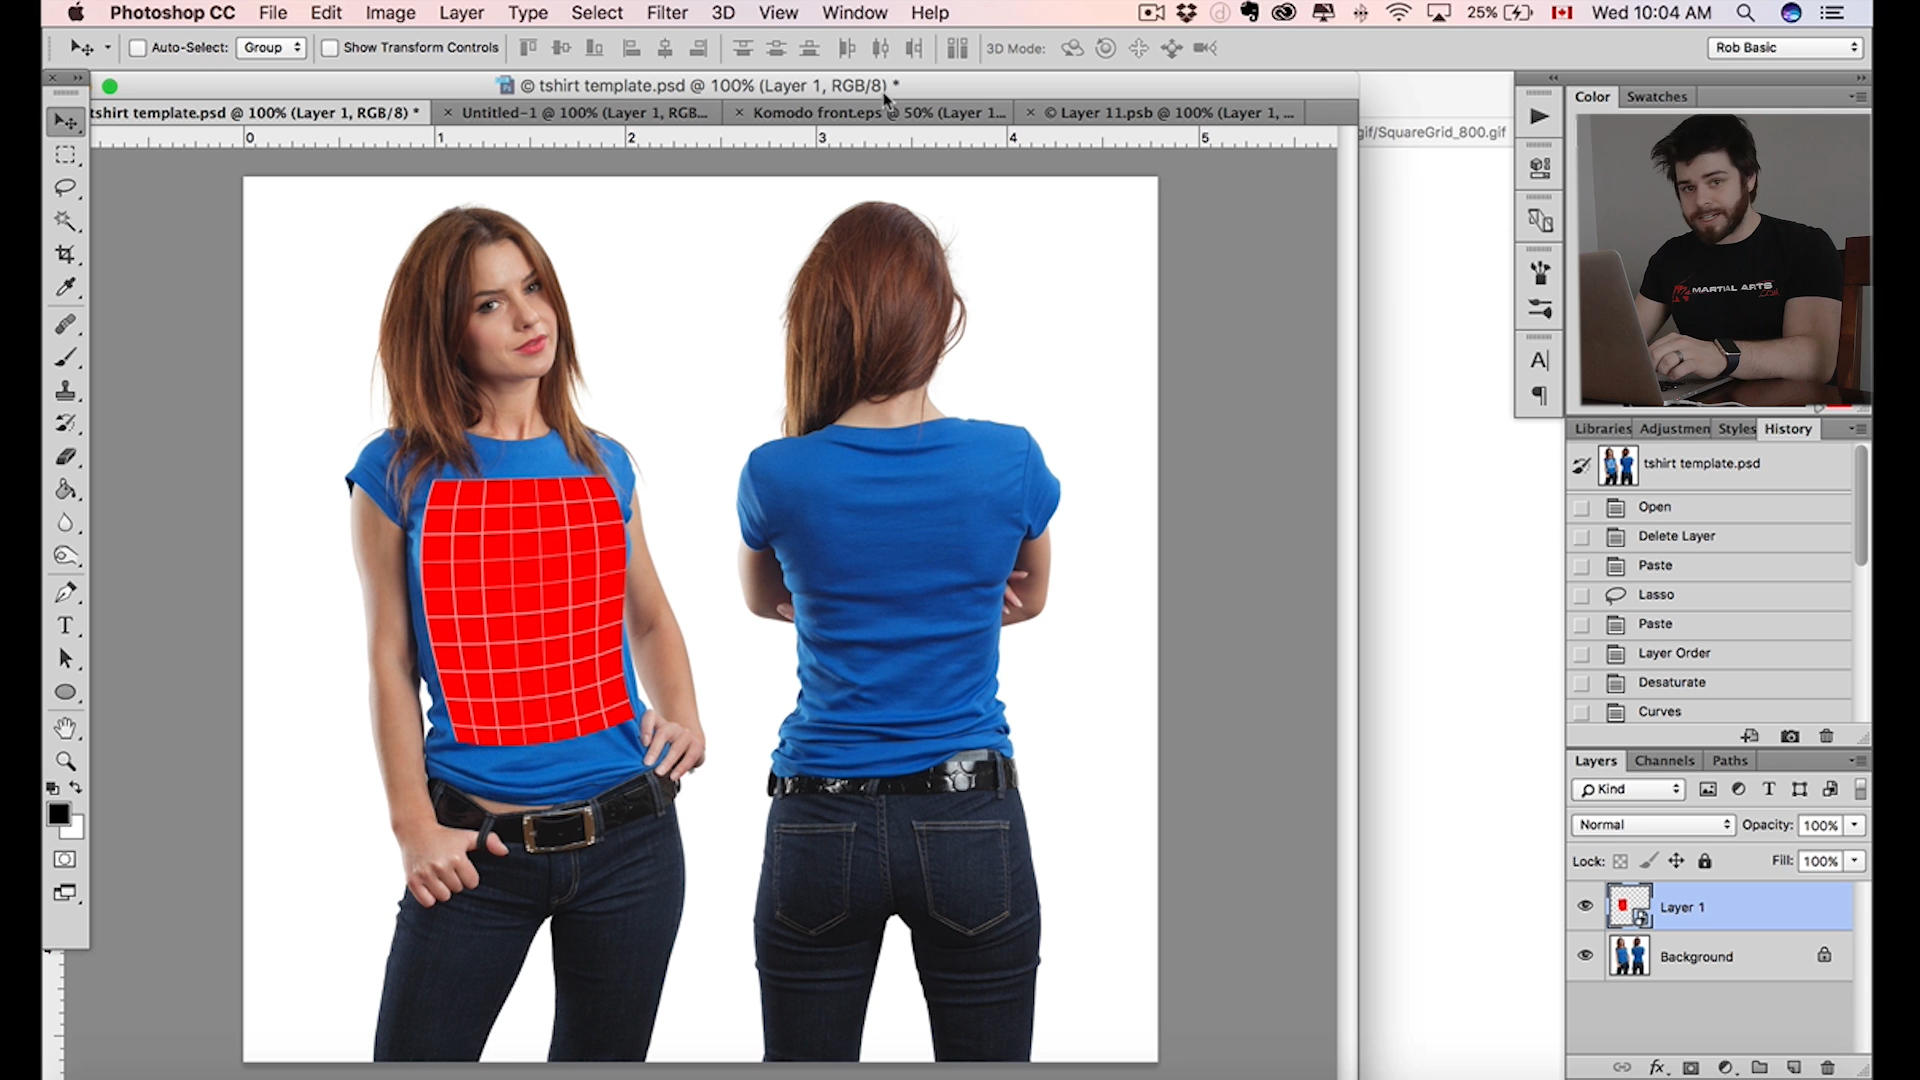 Photoshop CC File Edit Image Layer Type Select Filter 3D View Window Help 25% Wed 10:04 AM
Auto-Select: Group Show Transform Controls 3D Mode: Rob Basic
© tshirt template.psd @ 100% (Layer 1, RGB/8) *
tshirt template.psd @ 100% (Layer 1, RGB/8) * × Untitled-1 @ 100% (Layer 1, RGB... × Komodo front.eps @ 50% (Layer 1... × © Layer 11.psb @ 100% (Layer 1, ...
0 1 2 3 4 5
gif/SquareGrid_800.gif
Color Swatches
MARTIAL ARTS
.COM
Libraries Adjustmen Styles History
tshirt template.psd
Open
Delete Layer
Paste
Lasso
Paste
Layer Order
Desaturate
Curves
Layers Channels Paths
Kind
Normal Opacity: 100%
Lock: Fill: 100%
Layer 1
Background